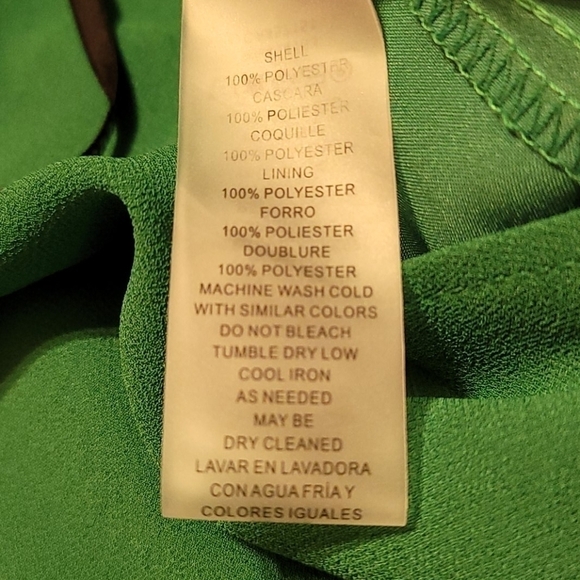 SHELL
100% POLYESTER
CASCARA
100% POLIESTER
COQUILLE
100% POLYESTER
LINING
100% POLYESTER
FORRO
100% POLIESTER
DOUBLURE
100% POLYESTER
MACHINE WASH COLD
WITH SIMILAR COLORS
DO NOT BLEACH
TUMBLE DRY LOW
COOL IRON
AS NEEDED
MAY BE
DRY CLEANED
LAVAR EN LAVADORA
CON AGUA FRÍA Y
COLORES IGUALES